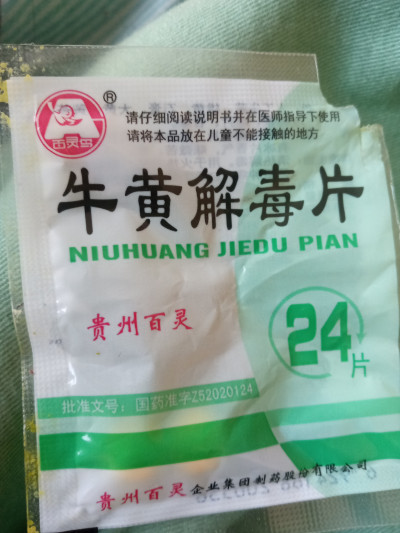 百灵鸟
®
请仔细阅读说明书并在医师指导下使用
请将本品放在儿童不能接触的地方
牛黄解毒片
NIUHUANG JIEDU PIAN
贵州百灵
24片
批准文号：国药准字Z52020124
贵州百灵 企业集团制药股份有限公司